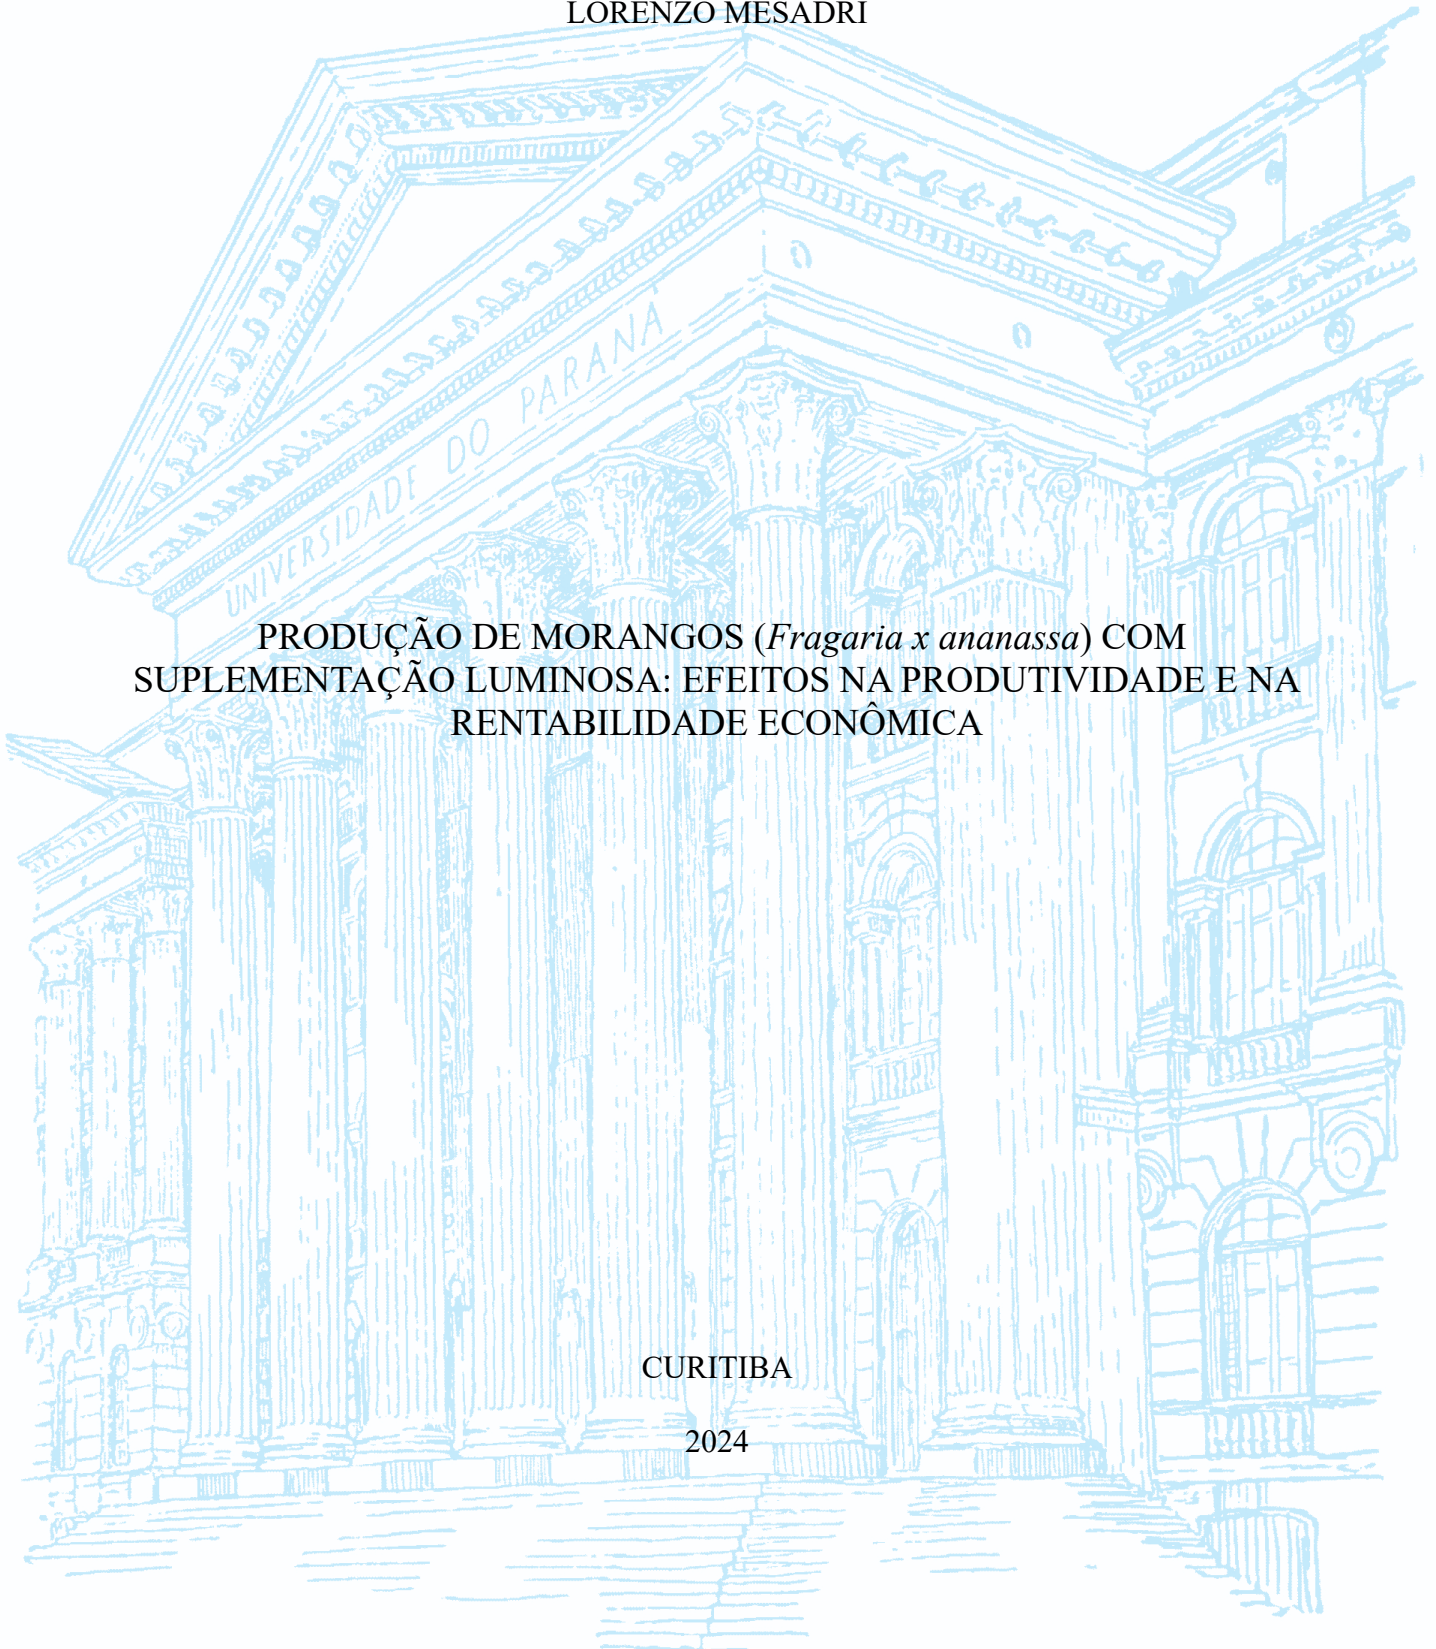 LORENZO MESADRI
UNIVERSIDADE DO PARANÁ
PRODUÇÃO DE MORANGOS (Fragaria x ananassa) COM
SUPLEMENTAÇÃO LUMINOSA: EFEITOS NA PRODUTIVIDADE E NA
RENTABILIDADE ECONÔMICA
CURITIBA
2024